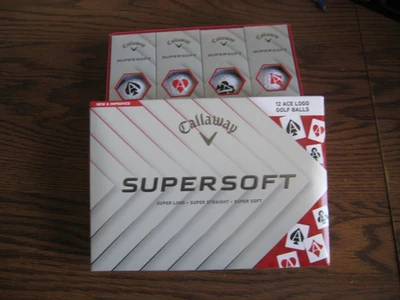 Callaway Callaway Callaway Callaway
SUPERSOFT SUPERSOFT SUPERSOFT SUPERSOFT
NEW & IMPROVED
12 ACE LOGO
GOLF BALLS
Callaway
SUPERSOFT
SUPER LONG • SUPER STRAIGHT • SUPER SOFT
A
A
A
A